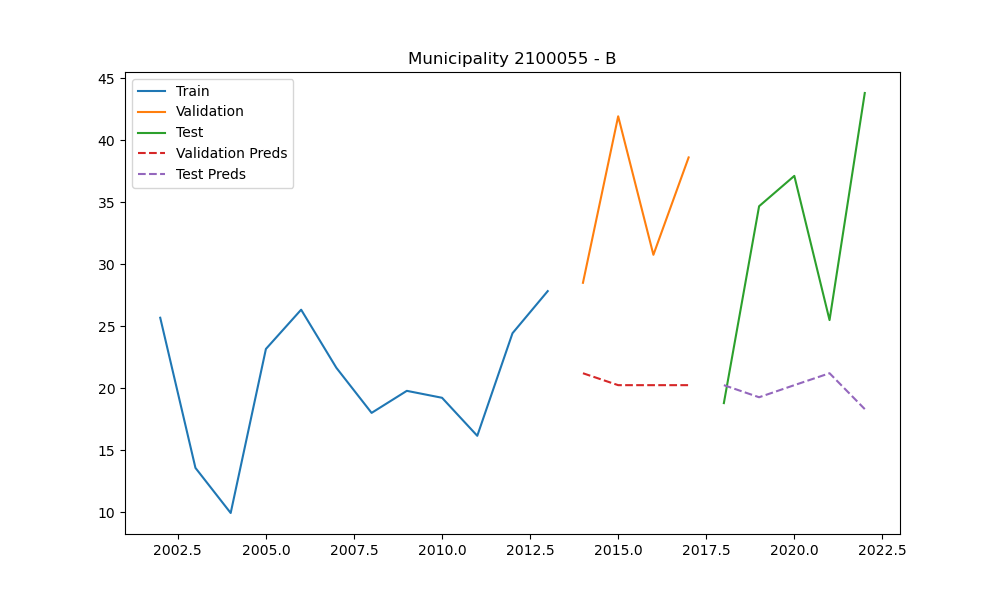 Municipality 2100055 - B
45
40
35
30
25
20
15
10
Train
Validation
Test
Validation Preds
Test Preds
2002.5 2005.0 2007.5 2010.0 2012.5 2015.0 2017.5 2020.0 2022.5